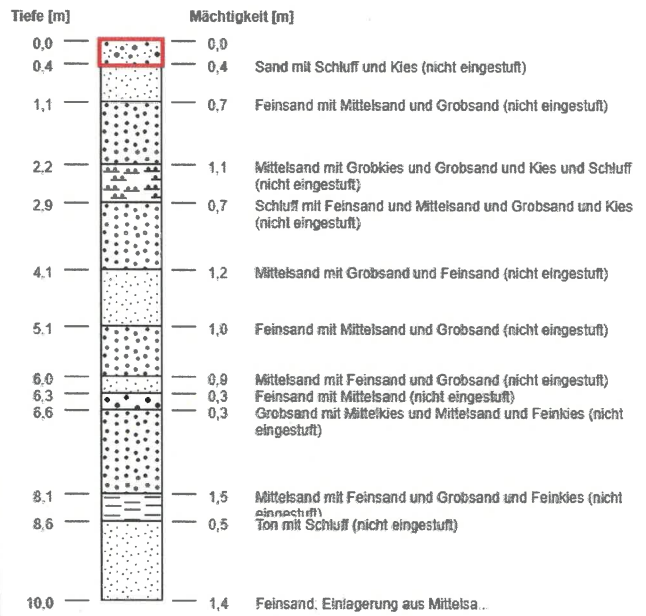 Tiefe [m] Mächtigkeit [m]
0,0 0,0
0,4 0,4 Sand mit Schluff und Kies (nicht eingestuft)
1,1 0,7 Feinsand mit Mittelsand und Grobsand (nicht eingestuft)
2,2 1,1 Mittelsand mit Grobkies und Grobsand und Kies und Schluff
(nicht eingestuft)
2,9 0,7 Schluff mit Feinsand und Mittelsand und Grobsand und Kies
(nicht eingestuft)
4,1 1,2 Mittelsand mit Grobsand und Feinsand (nicht eingestuft)
5,1 1,0 Feinsand mit Mittelsand und Grobsand (nicht eingestuft)
6,0 0,9 Mittelsand mit Feinsand und Grobsand (nicht eingestuft)
6,3 0,3 Feinsand mit Mittelsand (nicht eingestuft)
6,6 0,3 Grobsand mit Mittelkies und Mittelsand und Feinkies (nicht
eingestuft)
8,1 1,5 Mittelsand mit Feinsand und Grobsand und Feinkies (nicht
eingestuft)
8,6 0,5 Ton mit Schluff (nicht eingestuft)
10,0 1,4 Feinsand. Einlagerung aus Mittelsa...